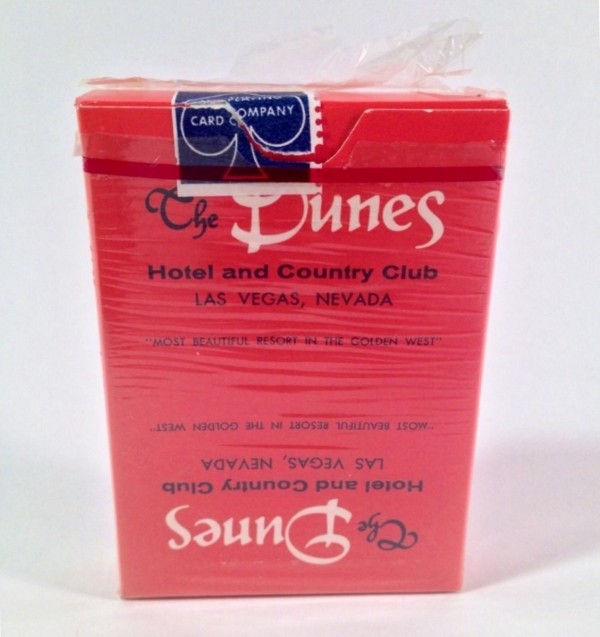 CARD COMPANY
The Dunes
Hotel and Country Club
LAS VEGAS, NEVADA
"MOST BEAUTIFUL RESORT IN THE GOLDEN WEST"
"MOST BEAUTIFUL RESORT IN THE GOLDEN WEST"
LAS VEGAS, NEVADA
Hotel and Country Club
The Dunes